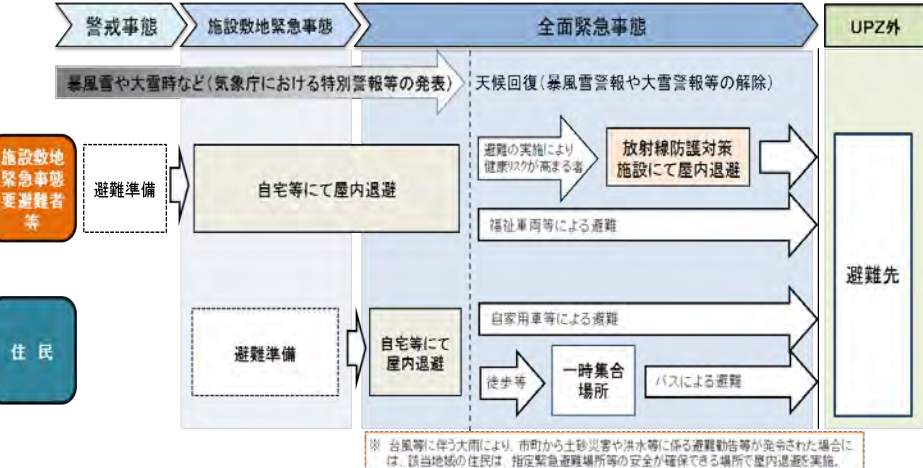 警戒事態
施設敷地緊急事態
全面緊急事態
UPZ外
暴風雪や大雪時など(気象庁における特別警報等の発表)
天候回復(暴風雪警報や大雪警報等の解除)
施設敷地
緊急事態
要避難者
等
避難準備
自宅等にて屋内退避
避難の実施により
健康リスクが高まる者
放射線防護対策
施設にて屋内退避
福祉車両等による避難
避難先
住民
避難準備
自宅等にて
屋内退避
自家用車等による避難
徒歩等
一時集合
場所
バスによる避難
※ 台風等に伴う大雨により、市町から土砂災害や洪水等に係る避難勧告等が発令された場合に
は、該当地域の住民は、指定緊急避難場所等の安全が確保できる場所で屋内退避を実施。